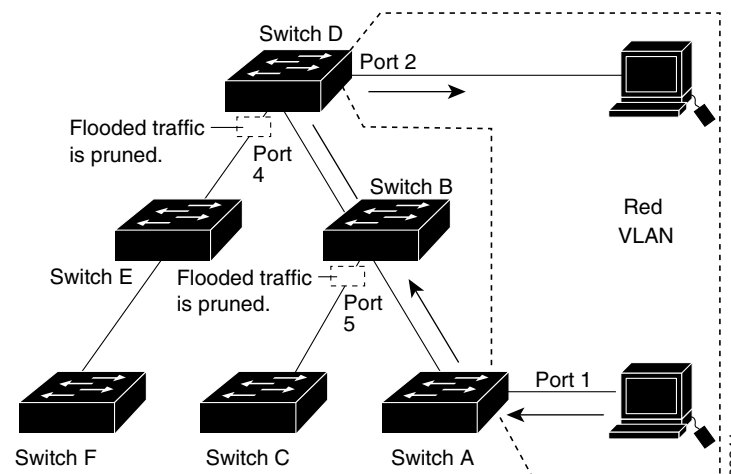 Switch D
Port 2
Flooded traffic
is pruned.
Port
4
Switch B
Red
VLAN
Switch E
Flooded traffic
is pruned.
Port
5
Port 1
Switch F
Switch C
Switch A